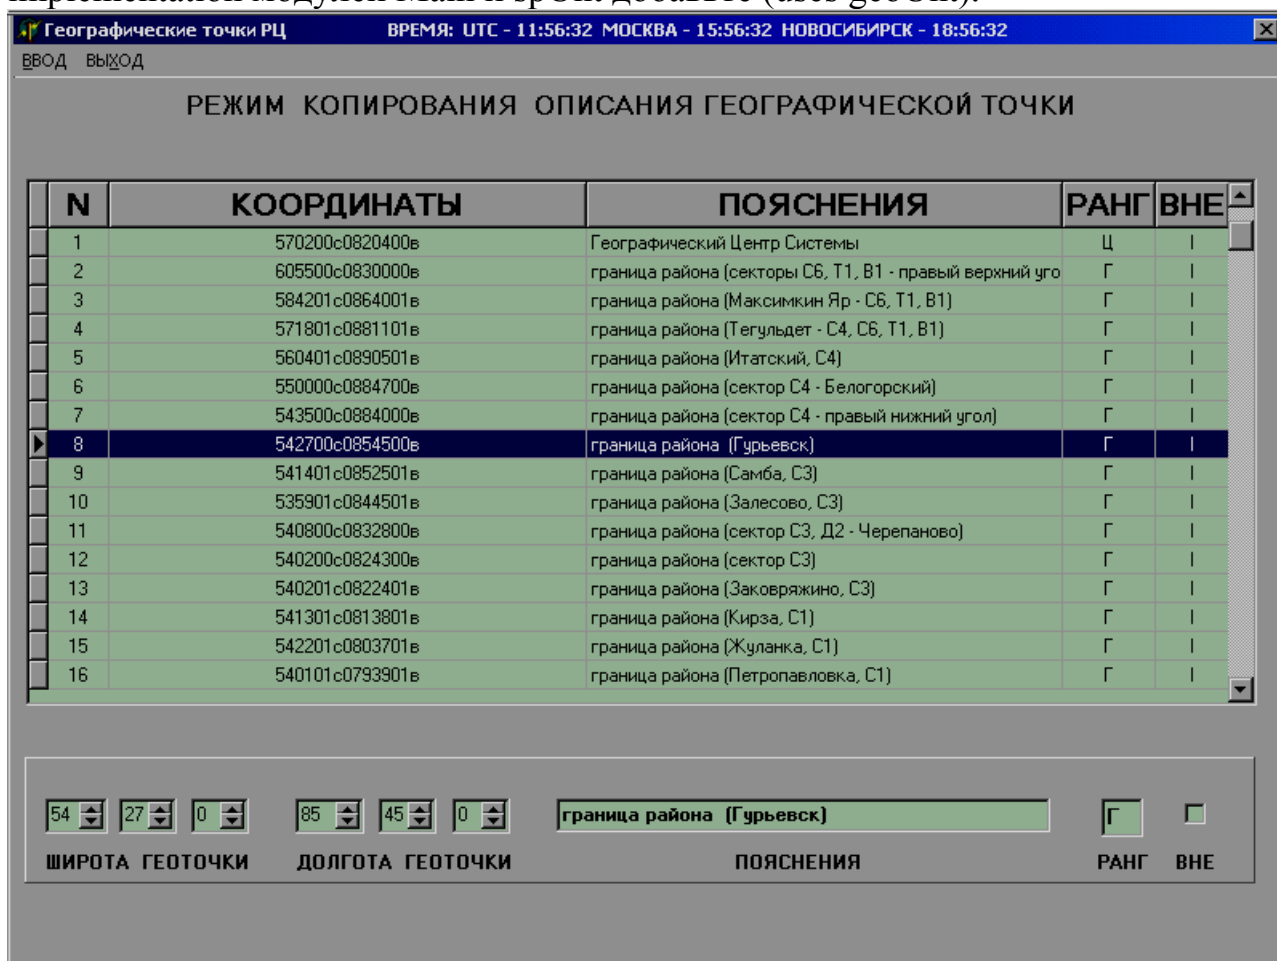 implementation модулей Main и spUnt добавьте (uses geoUnt).
Географические точки РЦ ВРЕМЯ: UTC - 11:56:32 МОСКВА - 15:56:32 НОВОСИБИРСК - 18:56:32
ВВОД ВЫХОД
РЕЖИМ КОПИРОВАНИЯ ОПИСАНИЯ ГЕОГРАФИЧЕСКОЙ ТОЧКИ
N КООРДИНАТЫ ПОЯСНЕНИЯ РАНГ ВНЕ
1 570200с0820400в Географический Центр Системы Ц I
2 605500с0830000в граница района (секторы С6, Т1, В1 - правый верхний уго Г I
3 584201с0864001в граница района (Максимкин Яр - С6, Т1, В1) Г I
4 571801с0881101в граница района (Тегульдет - С4, С6, Т1, В1) Г I
5 560401с0890501в граница района (Итатский, С4) Г I
6 550000с0884700в граница района (сектор С4 - Белогорский) Г I
7 543500с0884000в граница района (сектор С4 - правый нижний угол) Г I
8 542700с0854500в граница района (Гурьевск) Г I
9 541401с0852501в граница района (Самба, С3) Г I
10 535901с0844501в граница района (Залесово, С3) Г I
11 540800с0832800в граница района (сектор С3, Д2 - Черепаново) Г I
12 540200с0824300в граница района (сектор С3) Г I
13 540201с0822401в граница района (Заковряжино, С3) Г I
14 541301с0813801в граница района (Кирза, С1) Г I
15 542201с0803701в граница района (Жуланка, С1) Г I
16 540101с0793901в граница района (Петропавловка, С1) Г I
54 27 0 85 45 0 граница района (Гурьевск) Г
ШИРОТА ГЕОТОЧКИ ДОЛГОТА ГЕОТОЧКИ ПОЯСНЕНИЯ РАНГ ВНЕ